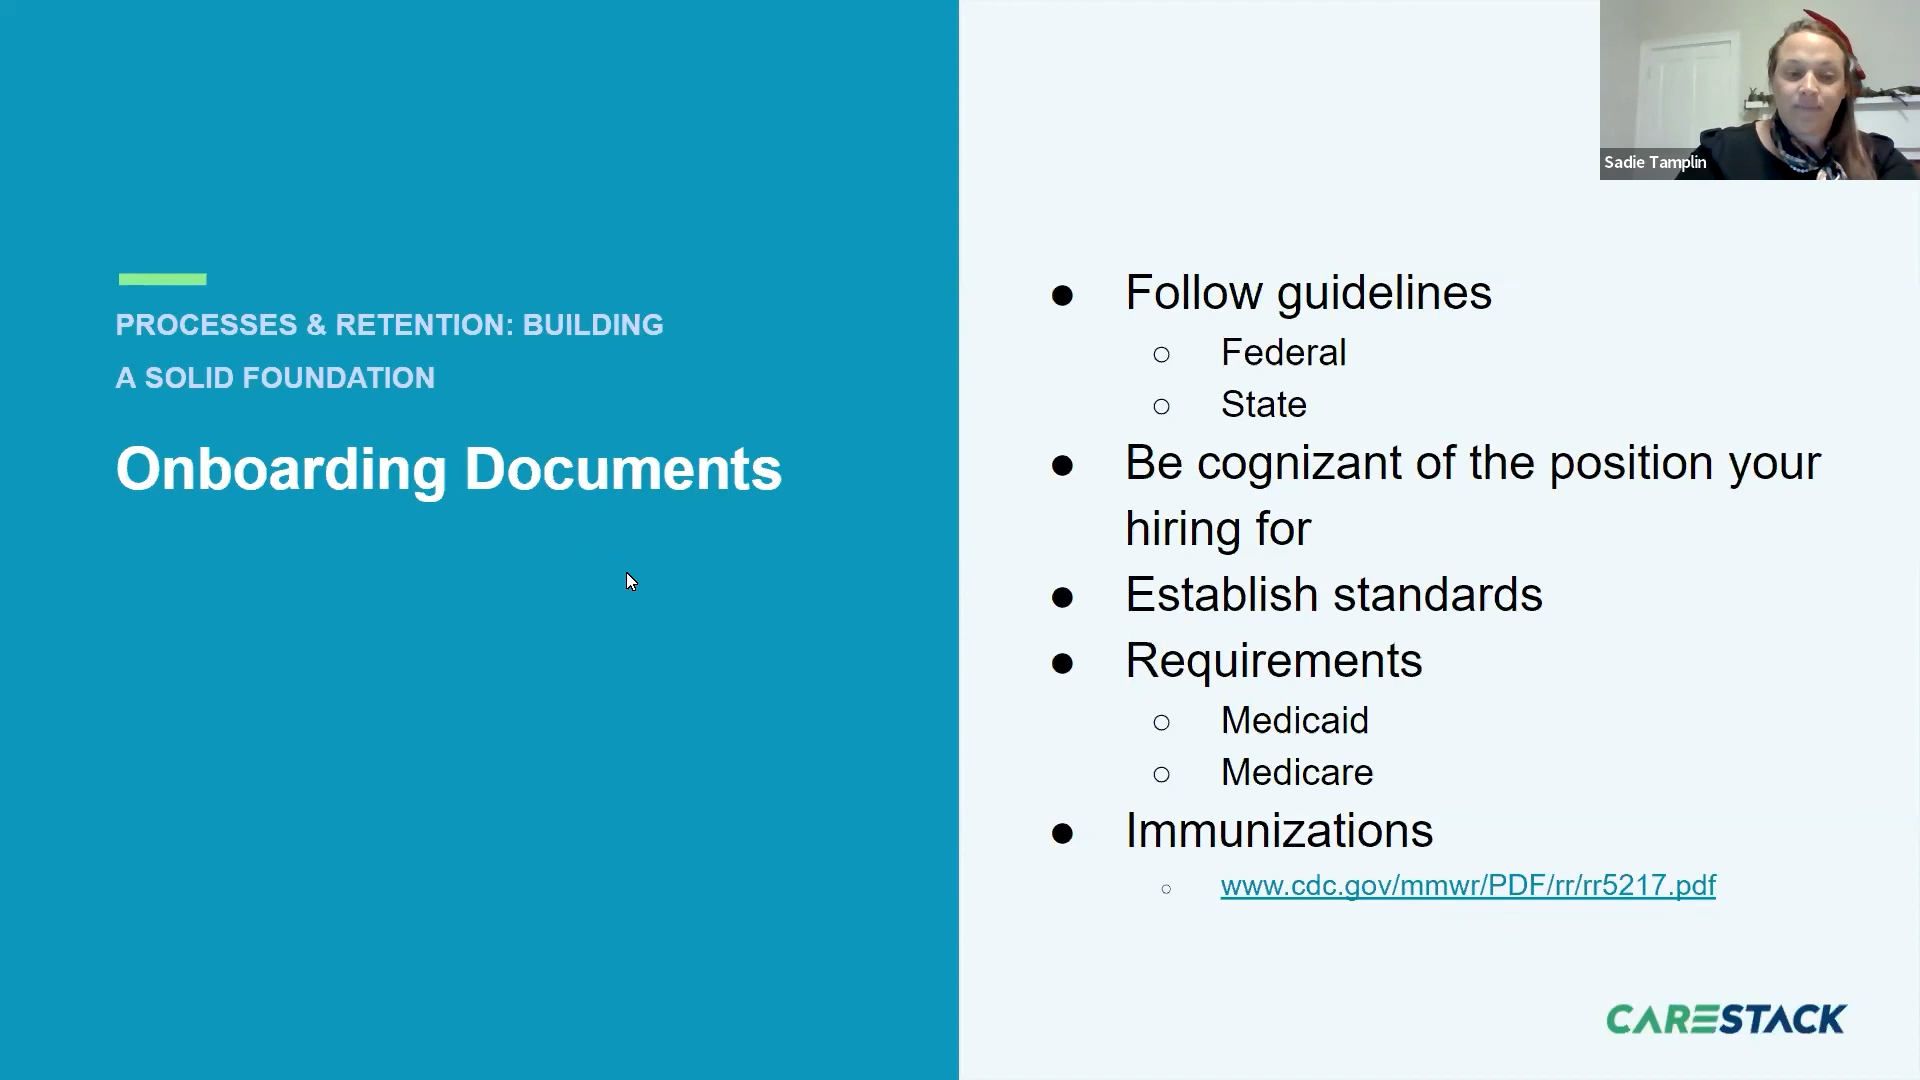 Sadie Tamplin
PROCESSES & RETENTION: BUILDING
A SOLID FOUNDATION
Onboarding Documents
● Follow guidelines
○ Federal
○ State
● Be cognizant of the position your
hiring for
● Establish standards
● Requirements
○ Medicaid
○ Medicare
● Immunizations
○ www.cdc.gov/mmwr/PDF/rr/rr5217.pdf
CARESTACK